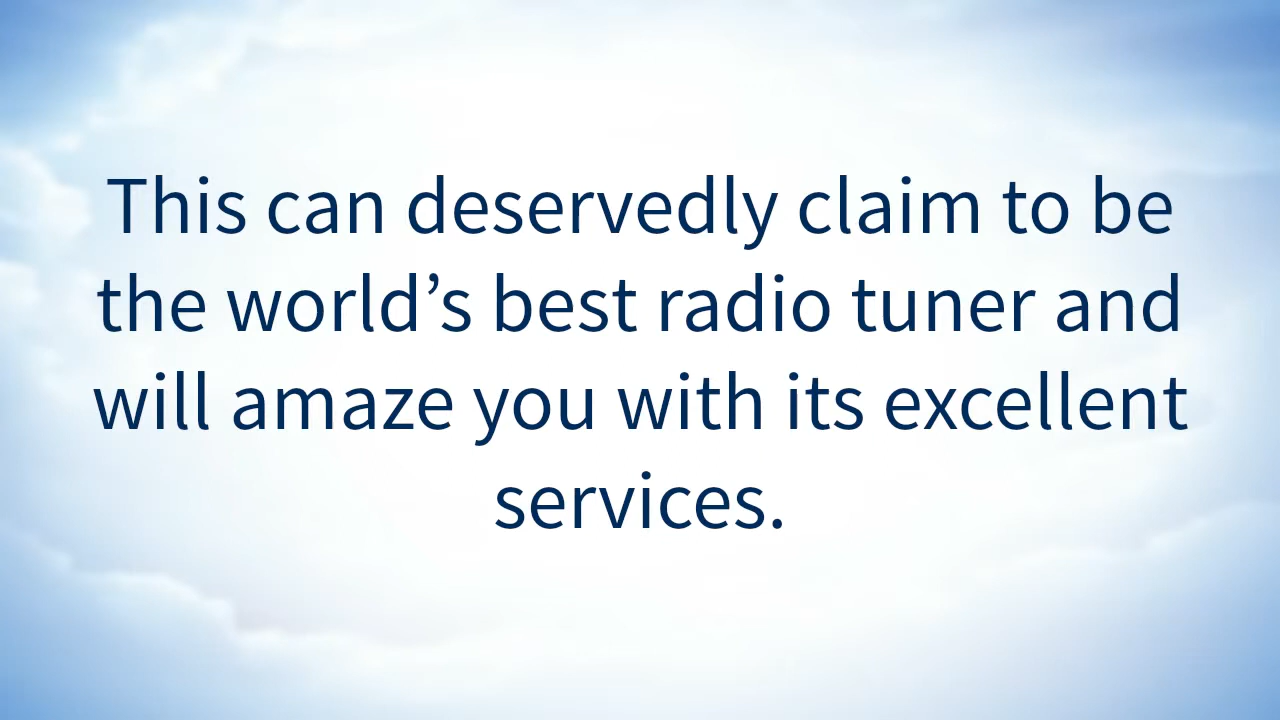 This can deservedly claim to be
the world’s best radio tuner and
will amaze you with its excellent
services.